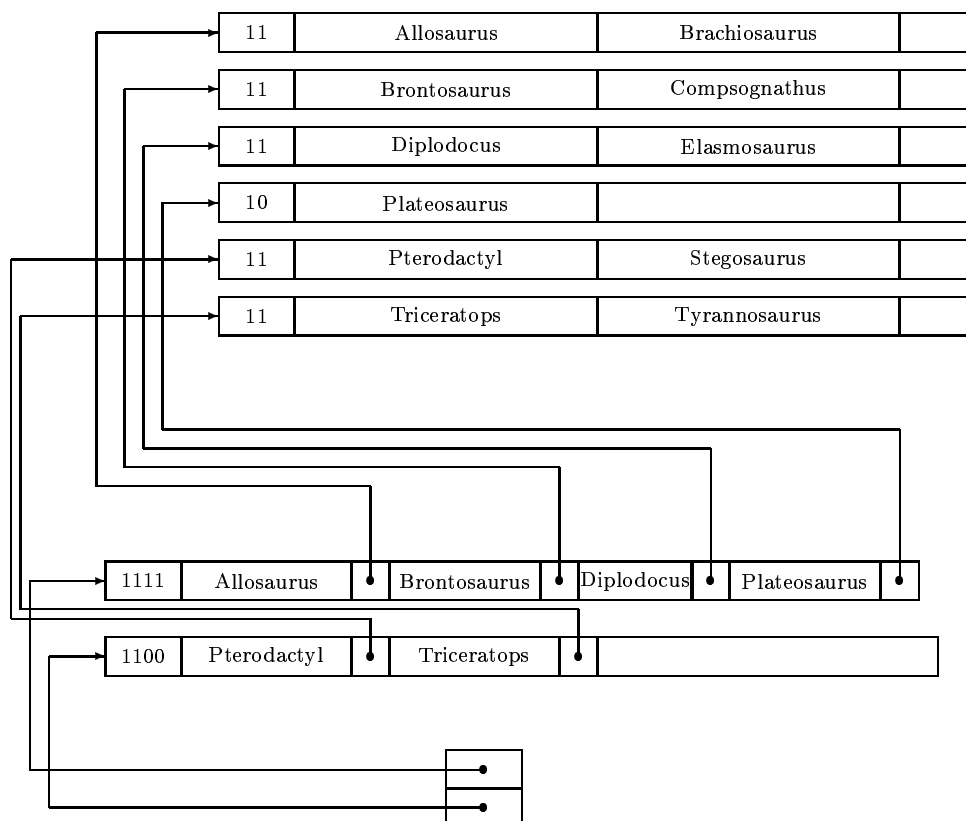 11 Allosaurus Brachiosaurus
11 Brontosaurus Compsognathus
11 Diplodocus Elasmosaurus
10 Plateosaurus
11 Pterodactyl Stegosaurus
11 Triceratops Tyrannosaurus
1111 Allosaurus Brontosaurus Diplodocus Plateosaurus
1100 Pterodactyl Triceratops